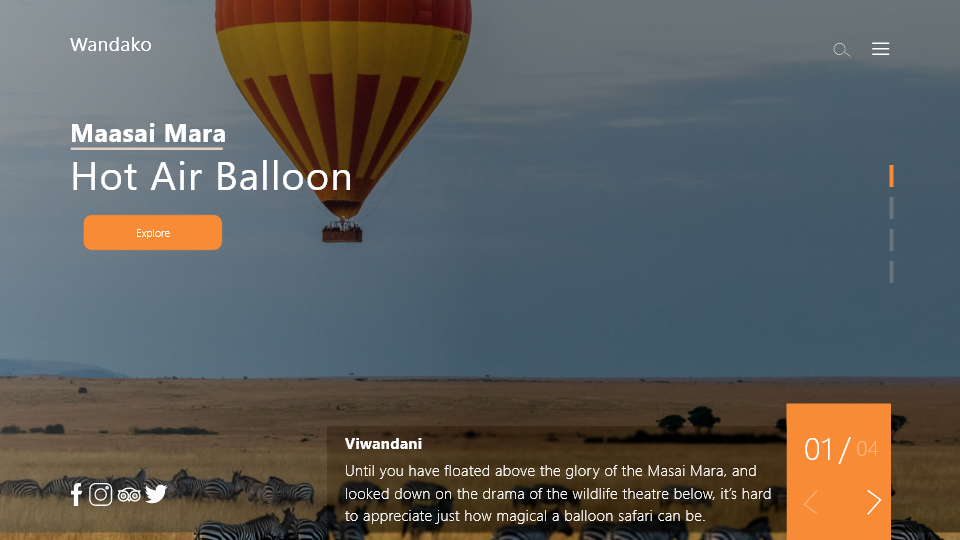 Wandako
Maasai Mara
Hot Air Balloon
Explore
Viwandani
Until you have floated above the glory of the Masai Mara, and
looked down on the drama of the wildlife theatre below, it's hard
to appreciate just how magical a balloon safari can be.
01/ 04